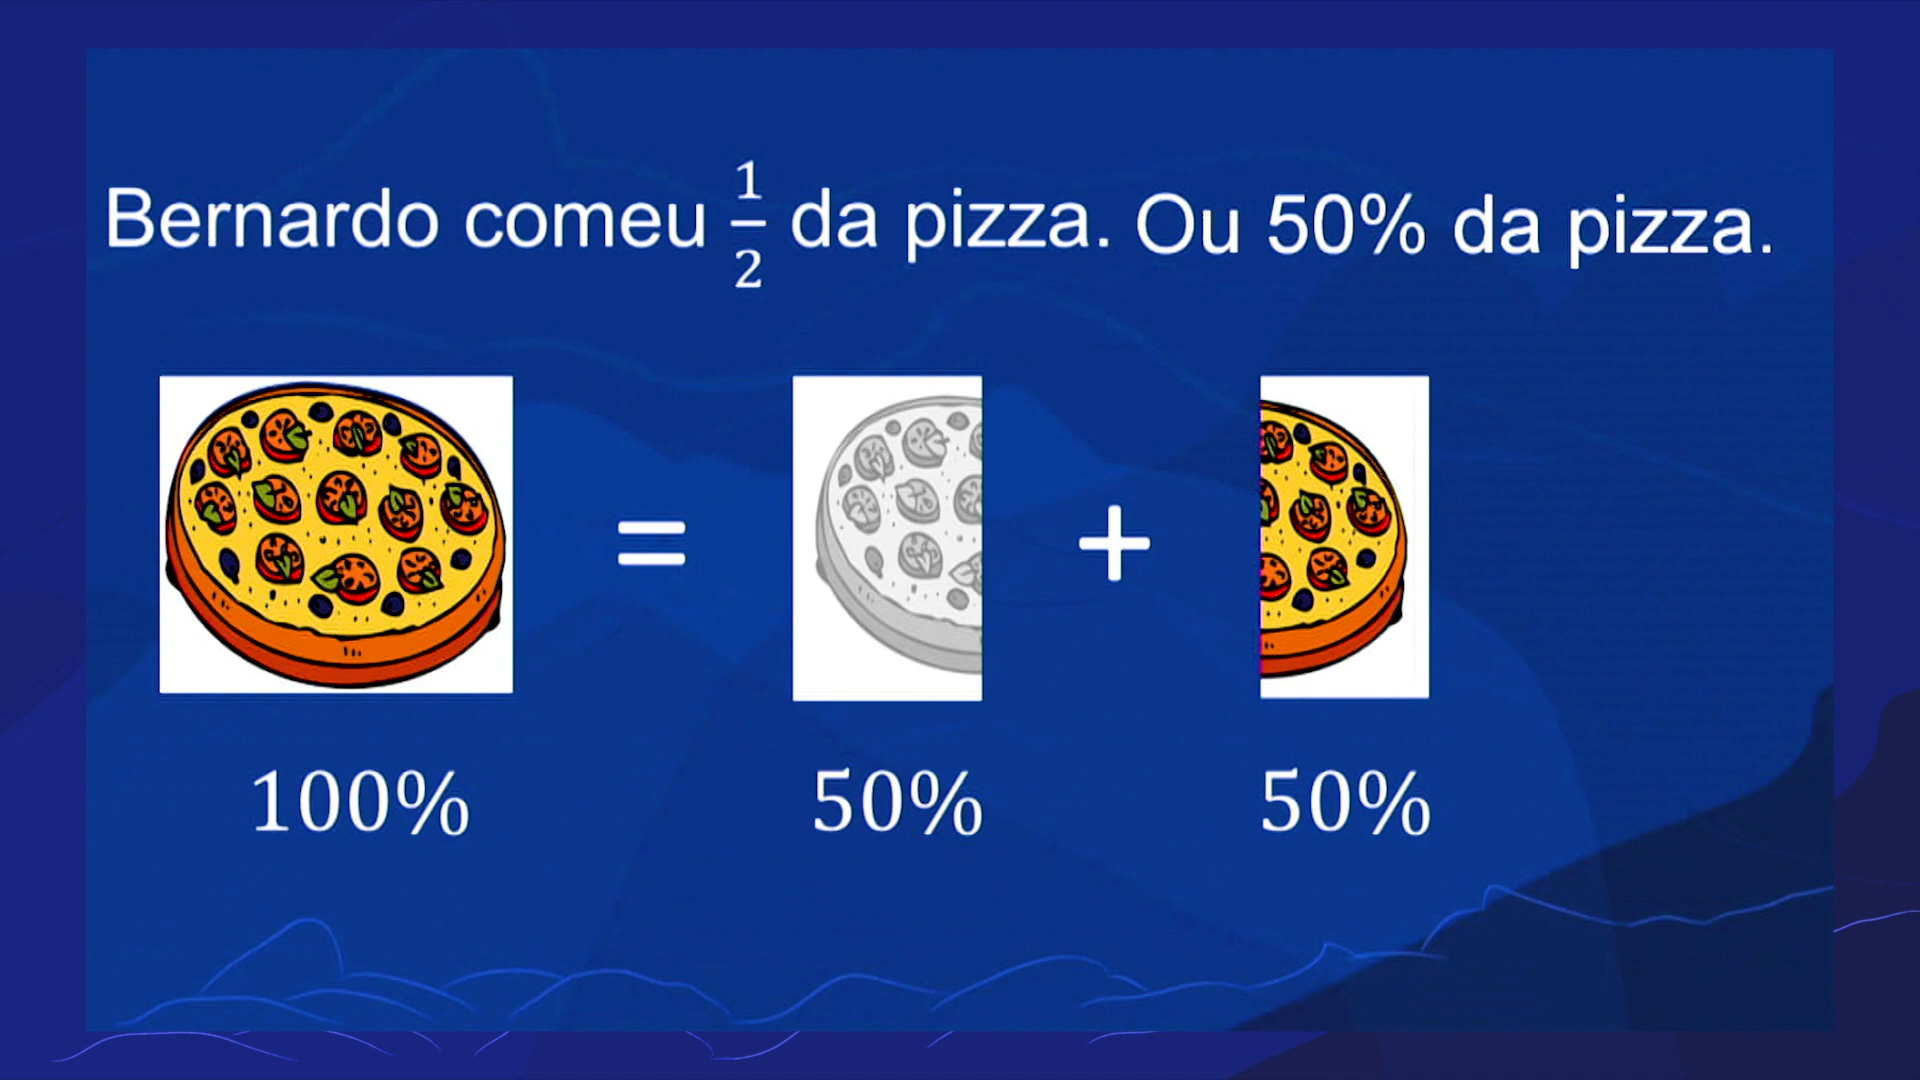 Bernardo comeu 1/2 da pizza. Ou 50% da pizza.
= +
100% 50% 50%